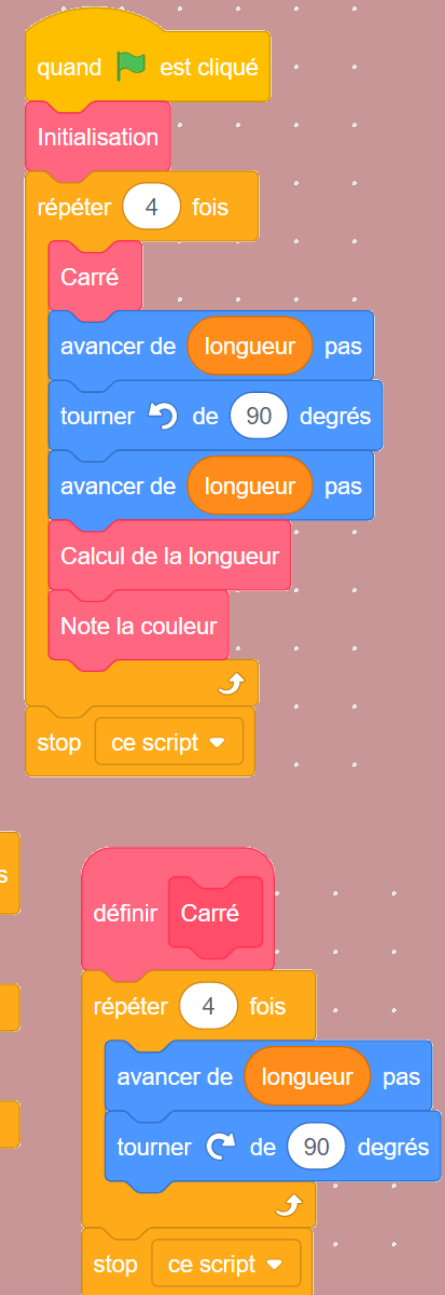 quand est cliqué
Initialisation
répéter 4 fois
Carré
avancer de longueur pas
tourner de 90 degrés
avancer de longueur pas
Calcul de la longueur
Note la couleur
stop ce script
s
définir Carré
répéter 4 fois
avancer de longueur pas
tourner de 90 degrés
stop ce script